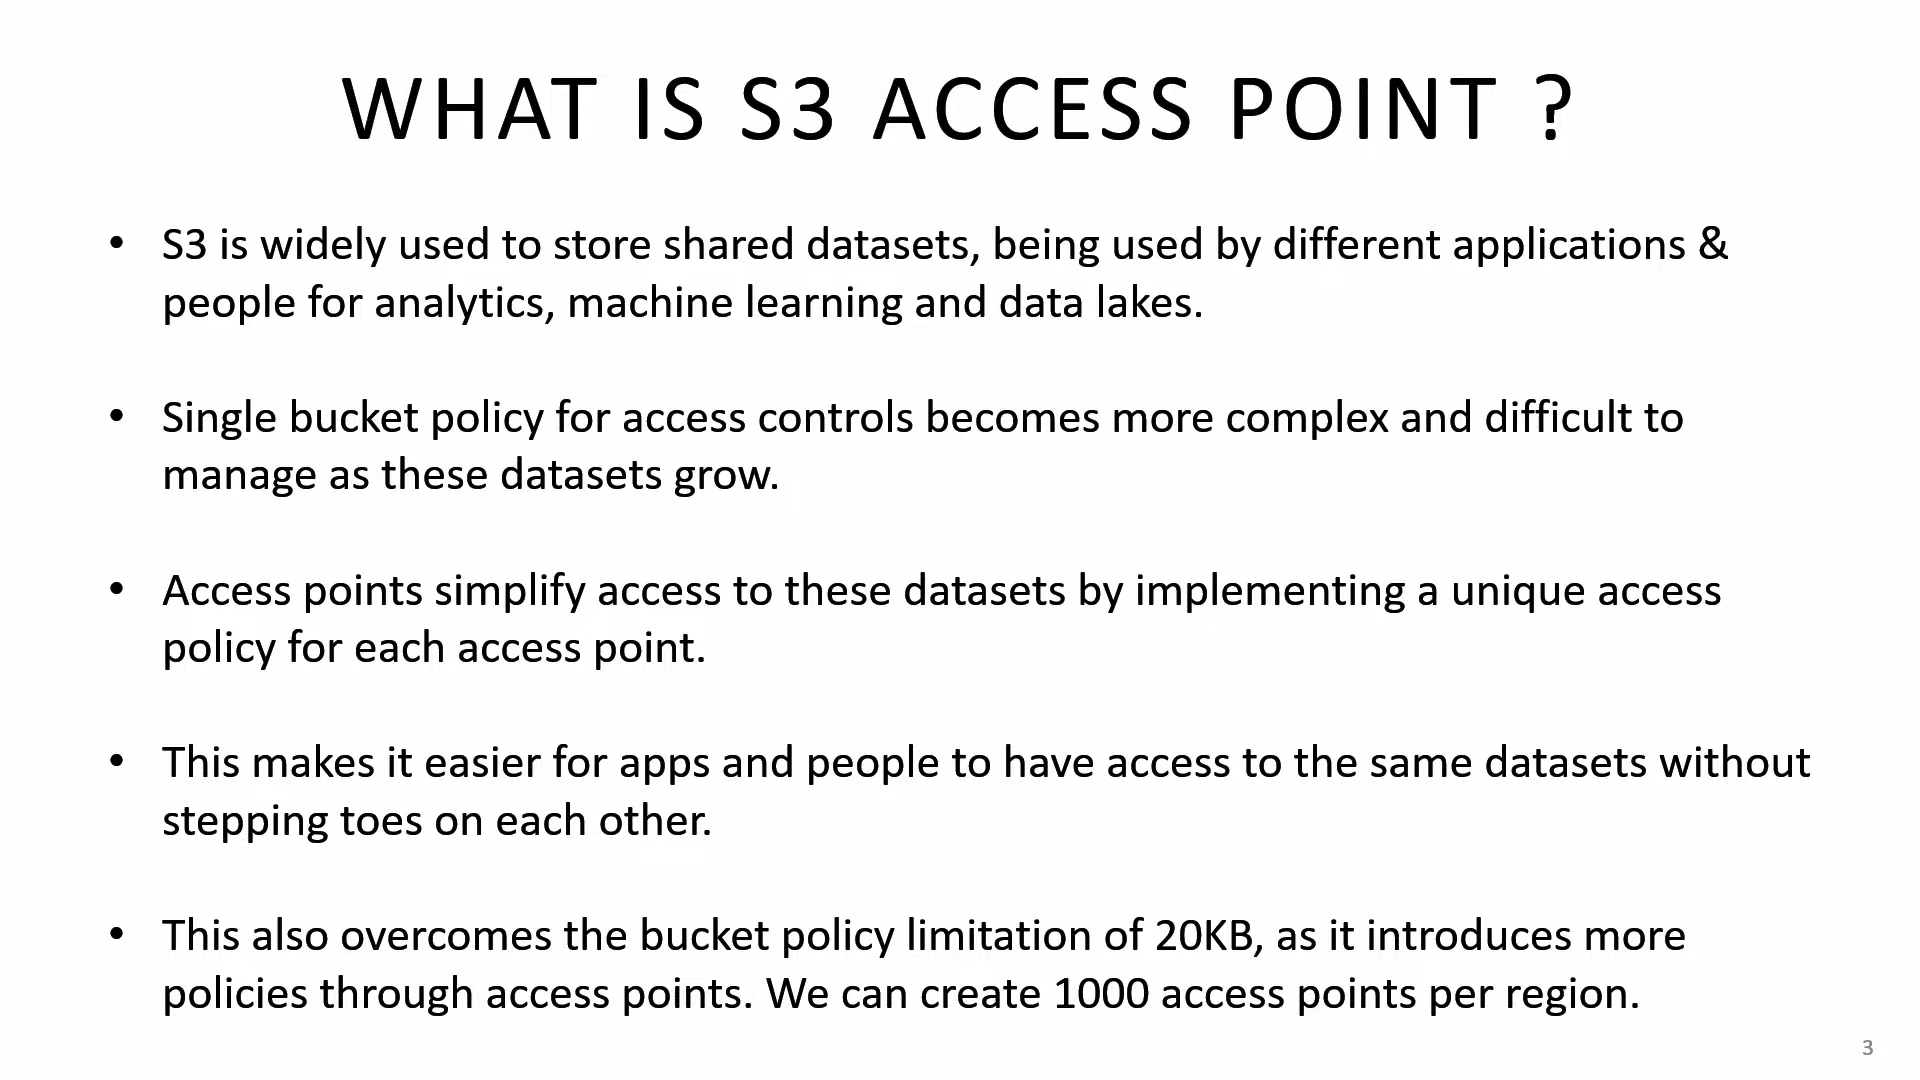 WHAT IS S3 ACCESS POINT ?
• S3 is widely used to store shared datasets, being used by different applications &
people for analytics, machine learning and data lakes.
• Single bucket policy for access controls becomes more complex and difficult to
manage as these datasets grow.
• Access points simplify access to these datasets by implementing a unique access
policy for each access point.
• This makes it easier for apps and people to have access to the same datasets without
stepping toes on each other.
• This also overcomes the bucket policy limitation of 20KB, as it introduces more
policies through access points. We can create 1000 access points per region.
3